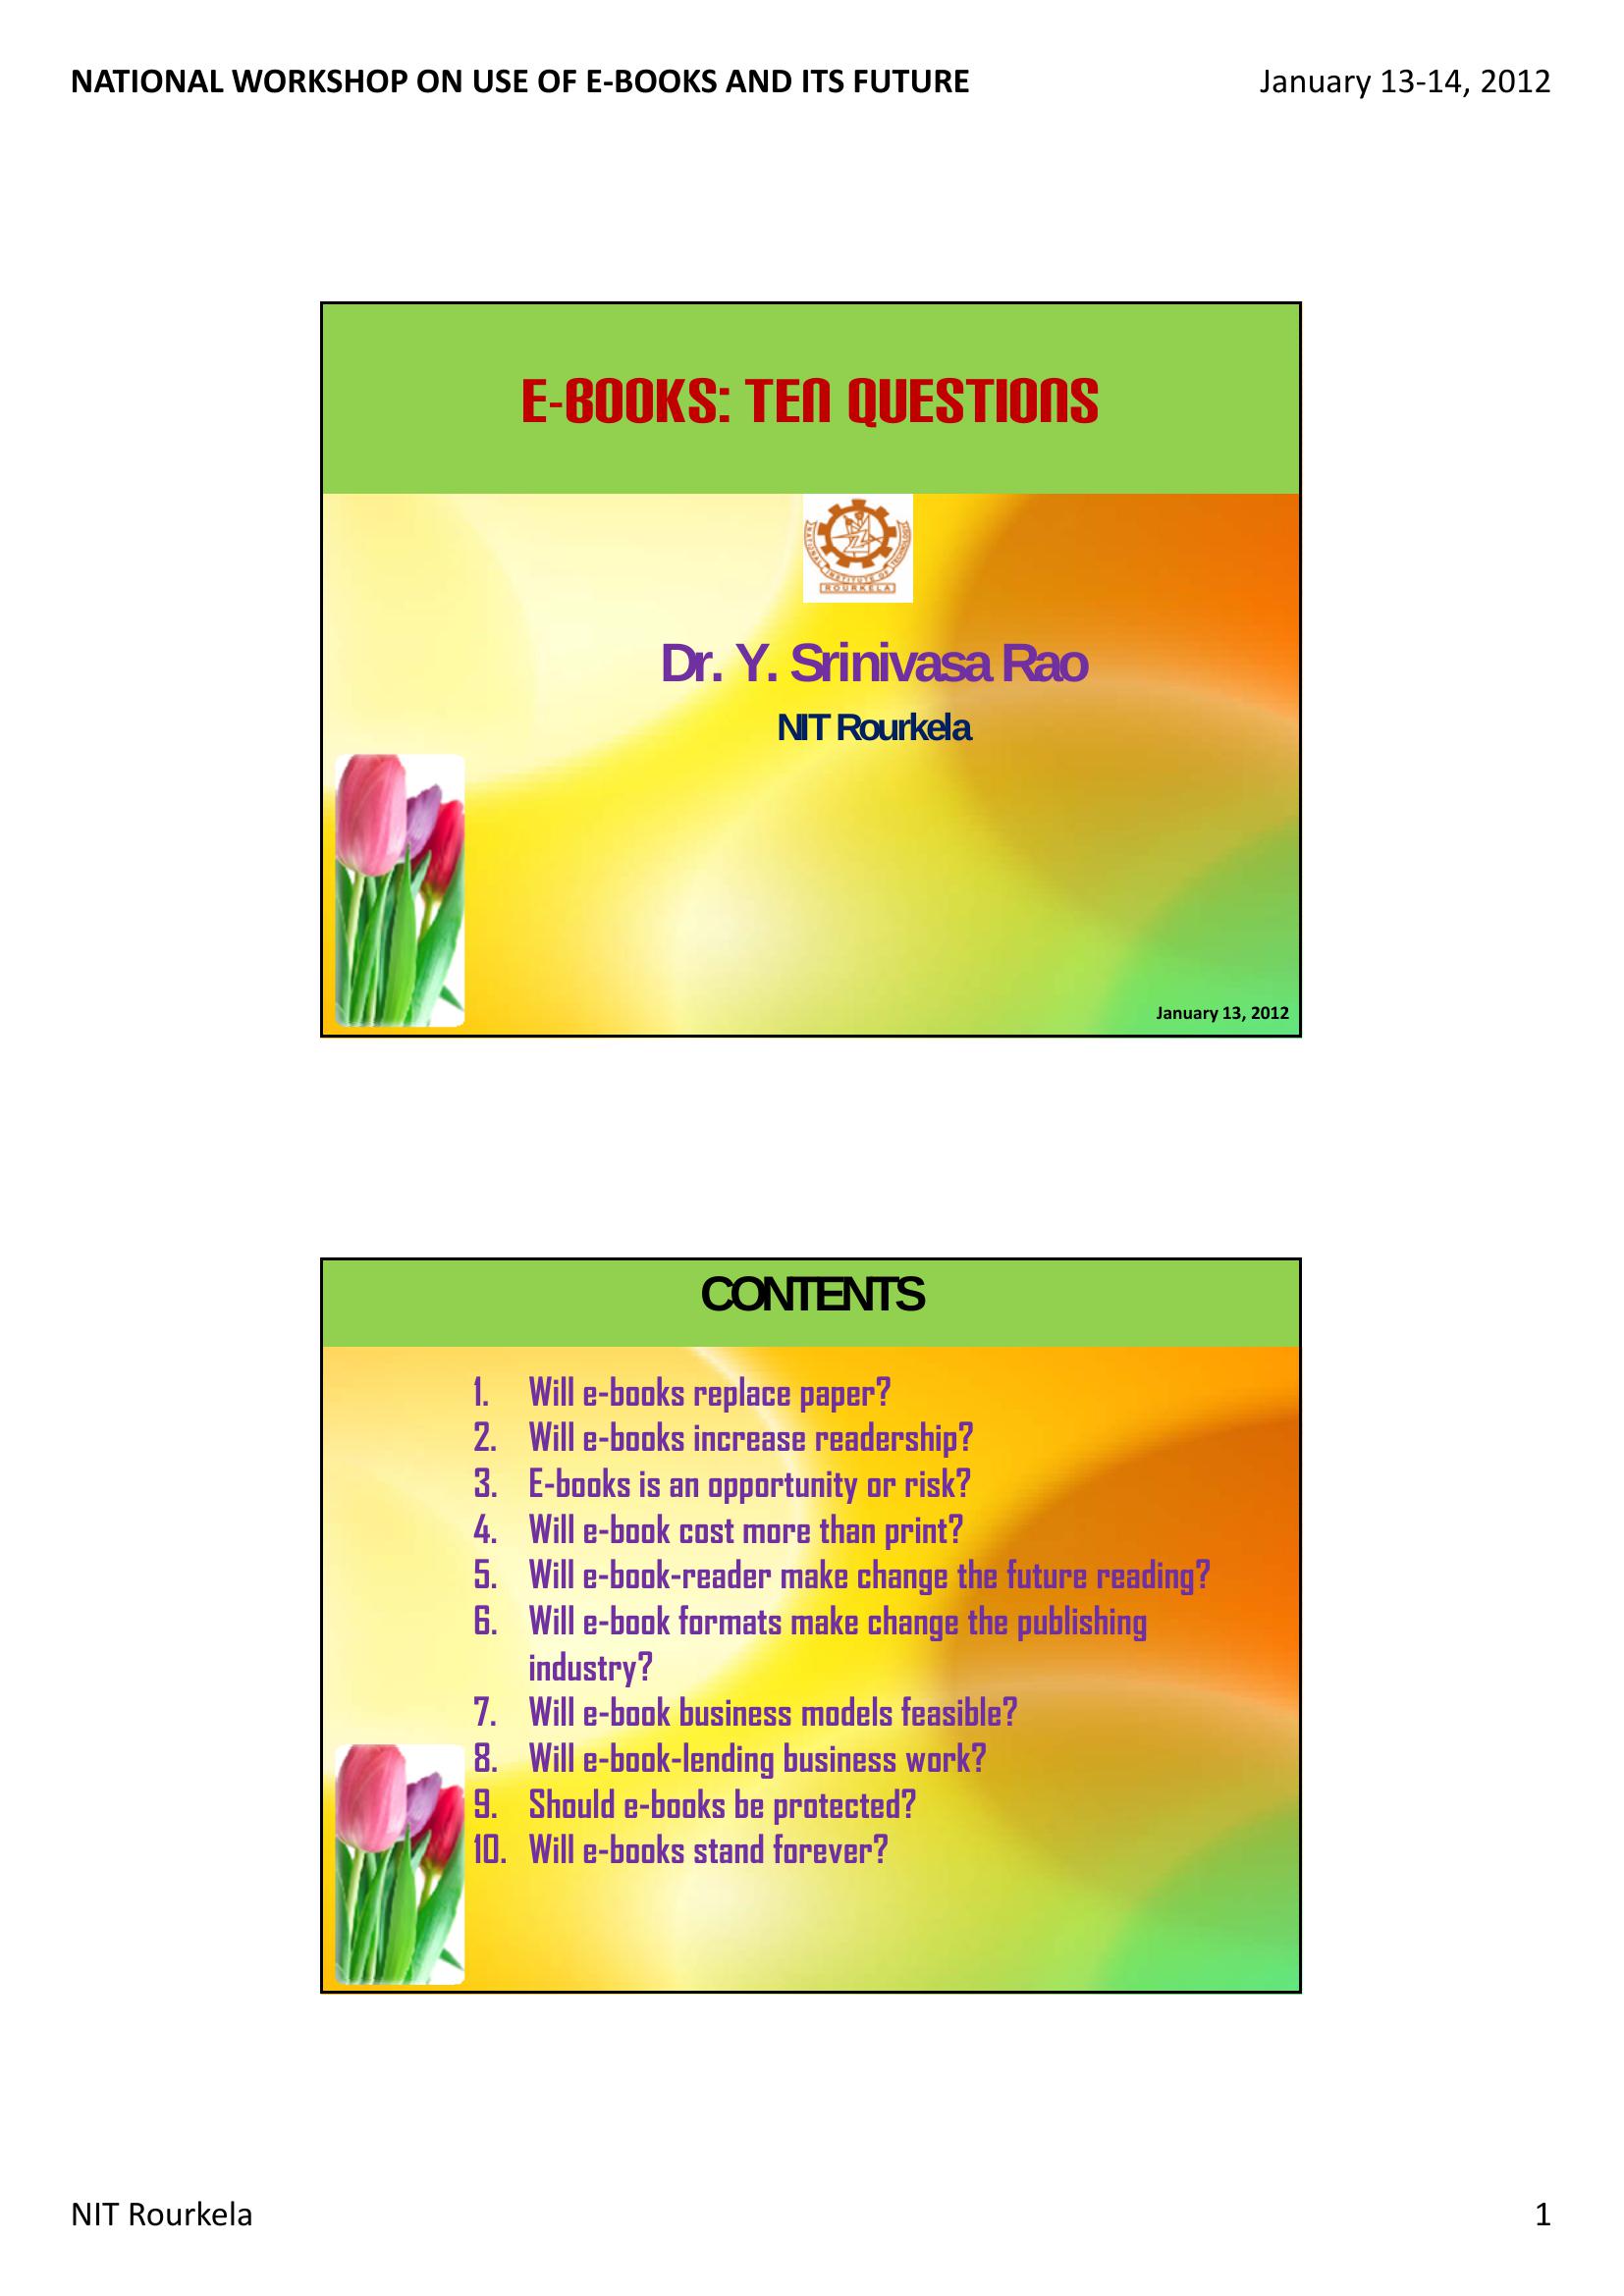 NATIONAL WORKSHOP ON USE OF E-BOOKS AND ITS FUTURE January 13-14, 2012
E-BOOKS: TEN QUESTIONS
NATIONAL INSTITUTE OF TECHNOLOGY
ROURKELA
Dr. Y. Srinivasa Rao
NIT Rourkela
January 13, 2012
CONTENTS
1. Will e-books replace paper?
2. Will e-books increase readership?
3. E-books is an opportunity or risk?
4. Will e-book cost more than print?
5. Will e-book-reader make change the future reading?
6. Will e-book formats make change the publishing
industry?
7. Will e-book business models feasible?
8. Will e-book-lending business work?
9. Should e-books be protected?
10. Will e-books stand forever?
NIT Rourkela 1